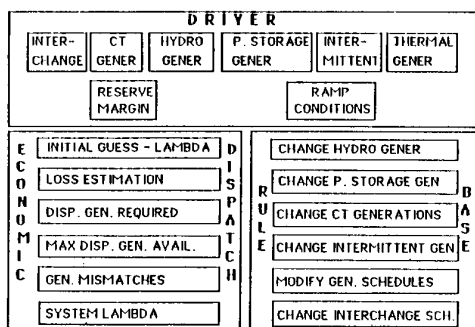 DRIVER
INTER-
CHANGE
CT
GENER
HYDRO
GENER
P. STORAGE
GENER
INTER-
MITTENT
THERMAL
GENER
RESERVE
MARGIN
RAMP
CONDITIONS
ECONOMIC
DISPATCH
INITIAL GUESS - LAMBDA
LOSS ESTIMATION
DISP. GEN. REQUIRED
MAX DISP. GEN. AVAIL.
GEN. MISMATCHES
SYSTEM LAMBDA
RULE
BASE
CHANGE HYDRO GENER
CHANGE P. STORAGE GEN
CHANGE CT GENERATIONS
CHANGE INTERMITTENT GEN
MODIFY GEN. SCHEDULES
CHANGE INTERCHANGE SCH.